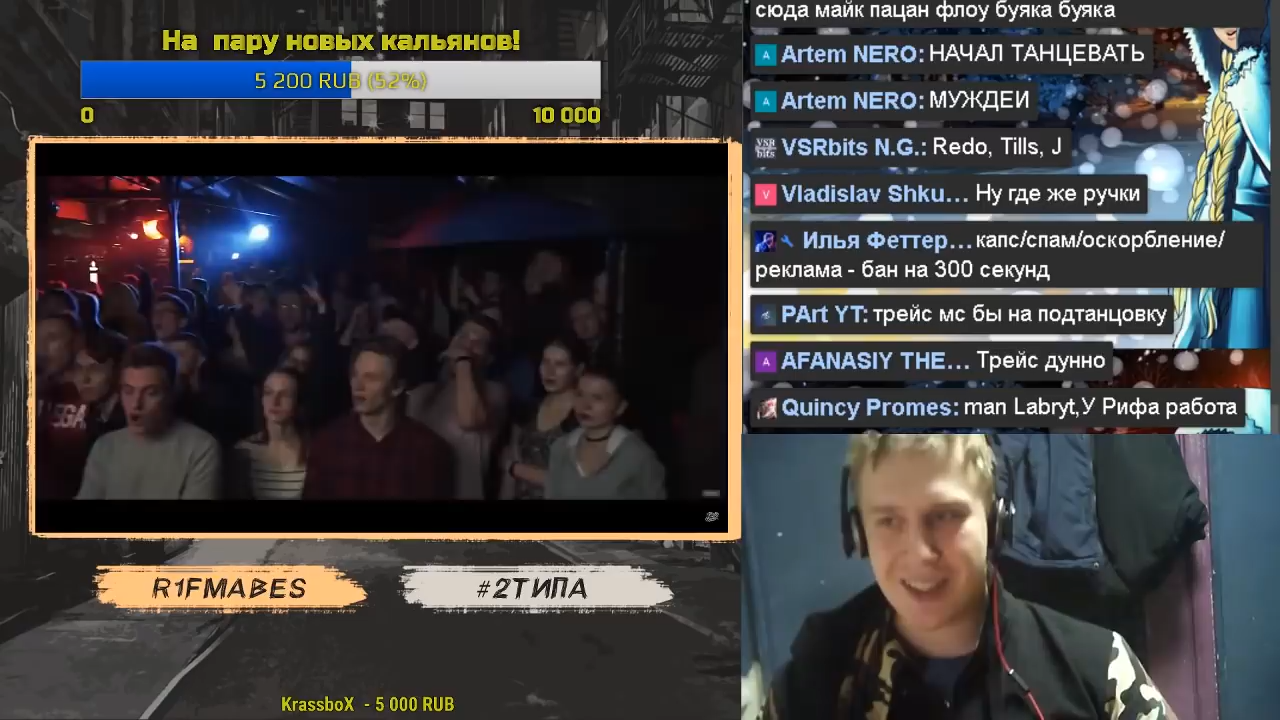 На пару новых кальянов!
5 200 RUB (52%)
0
10 000
R1FMABES
#2ТИПА
KrassboX - 5 000 RUB
сюда майк пацан флоу буяка буяка
A Artem NERO: НАЧАЛ ТАНЦЕВАТЬ
A Artem NERO: МУЖДЕИ
VSR bits VSRbits N.G.: Redo, Tills, J
V Vladislav Shku... Ну где же ручки
Илья Феттер... капс/спам/оскорбление/
реклама - бан на 300 секунд
PArt YT: трейс мс бы на подтанцовку
A AFANASIY THE... Трейс дунно
Quincy Promes: man Labryt,У Рифа работа